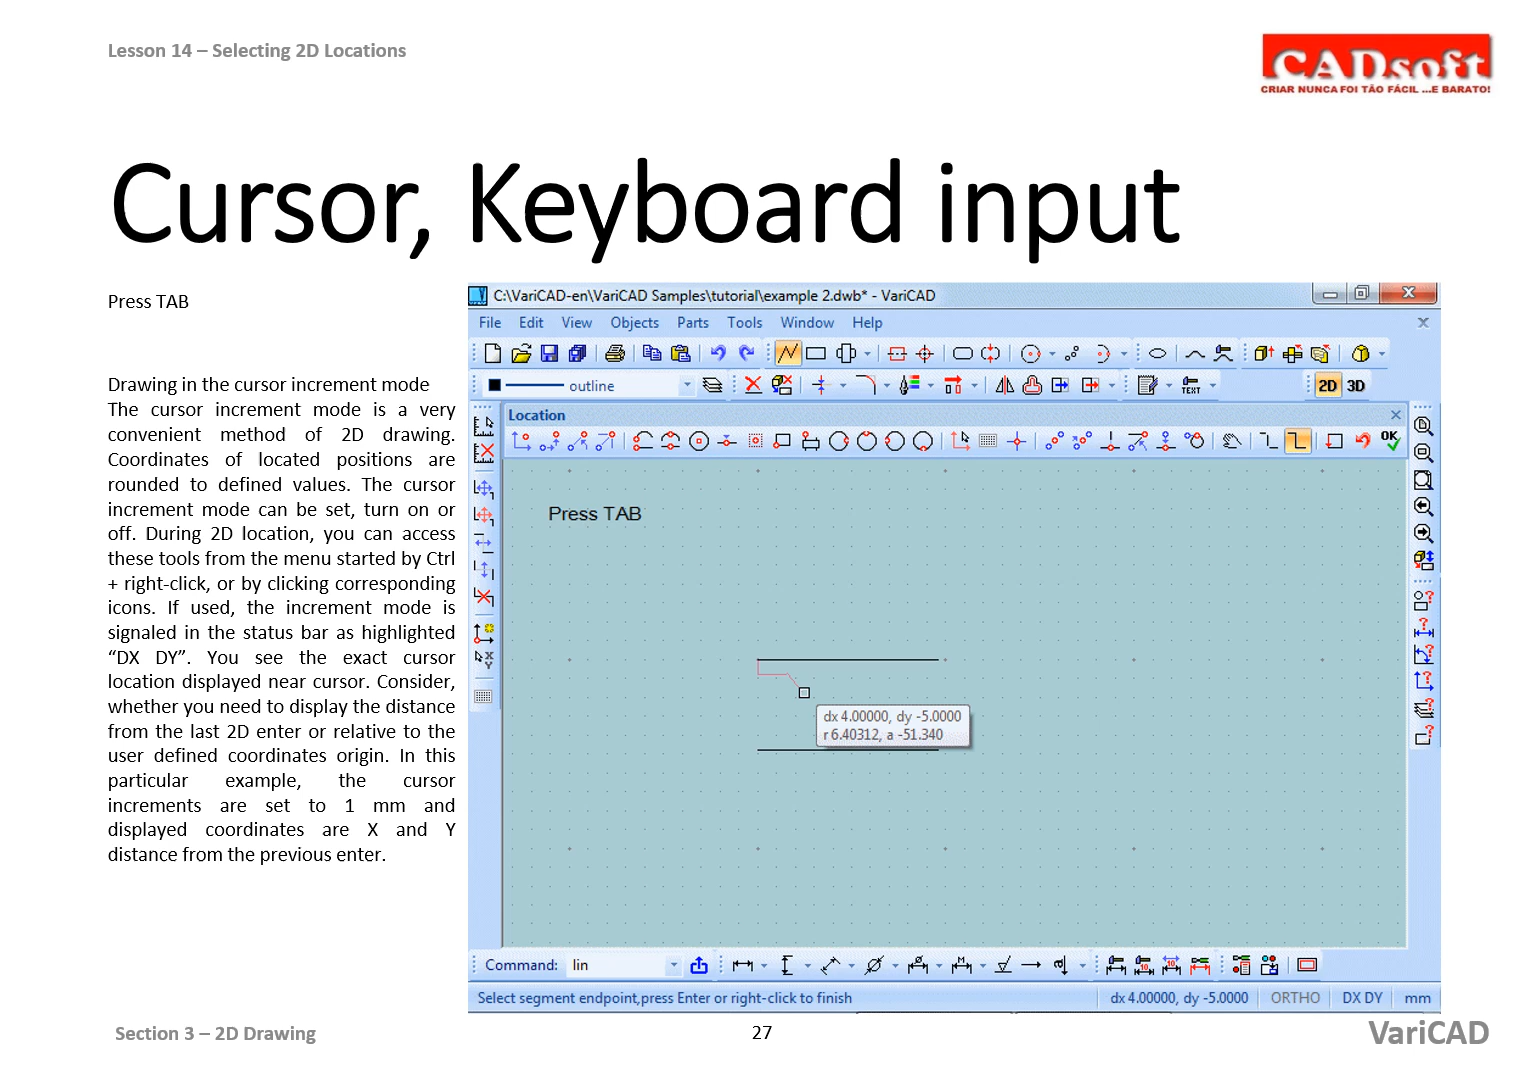 Lesson 14 – Selecting 2D Locations
CADsoft
CRIAR NUNCA FOI TÃO FÁCIL ...E BARATO!
Cursor, Keyboard input
Press TAB
Drawing in the cursor increment mode
The cursor increment mode is a very
convenient method of 2D drawing.
Coordinates of located positions are
rounded to defined values. The cursor
increment mode can be set, turn on or
off. During 2D location, you can access
these tools from the menu started by Ctrl
+ right-click, or by clicking corresponding
icons. If used, the increment mode is
signaled in the status bar as highlighted
“DX DY”. You see the exact cursor
location displayed near cursor. Consider,
whether you need to display the distance
from the last 2D enter or relative to the
user defined coordinates origin. In this
particular example, the cursor
increments are set to 1 mm and
displayed coordinates are X and Y
distance from the previous enter.
C:\VariCAD-en\VariCAD Samples\tutorial\example 2.dwb* - VariCAD
File Edit View Objects Parts Tools Window Help
outline
TEXT
2D 3D
Location
OK
Press TAB
dx 4.00000, dy -5.0000
r 6.40312, a -51.340
Command: lin
Select segment endpoint,press Enter or right-click to finish
dx 4.00000, dy -5.0000 ORTHO DX DY mm
Section 3 – 2D Drawing
27
VariCAD